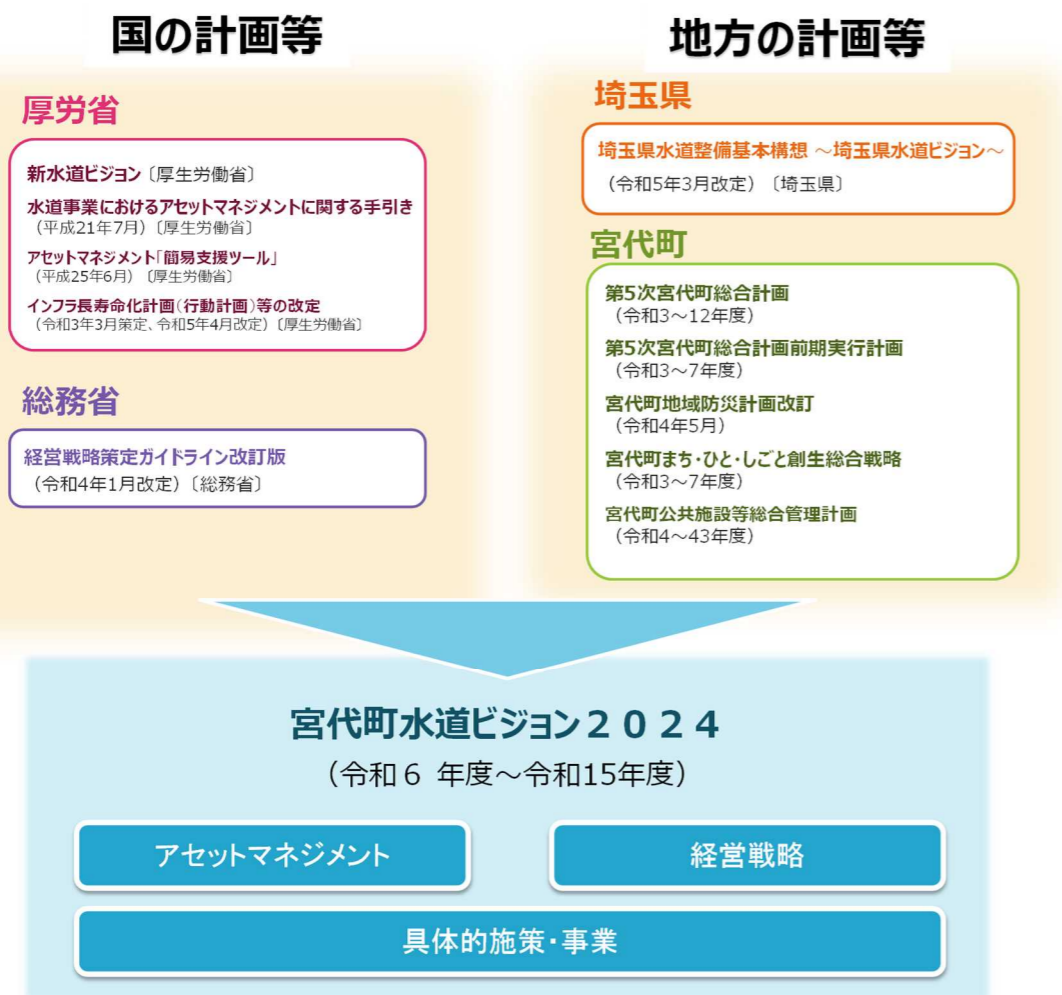 国の計画等
厚労省
新水道ビジョン〔厚生労働省〕
水道事業におけるアセットマネジメントに関する手引き
（平成21年7月）〔厚生労働省〕
アセットマネジメント「簡易支援ツール」
（平成25年6月）〔厚生労働省〕
インフラ長寿命化計画（行動計画）等の改定
（令和3年3月策定、令和5年4月改定）〔厚生労働省〕
総務省
経営戦略策定ガイドライン改訂版
（令和4年1月改定）〔総務省〕
地方の計画等
埼玉県
埼玉県水道整備基本構想 ～埼玉県水道ビジョン～
（令和5年3月改定）〔埼玉県〕
宮代町
第5次宮代町総合計画
（令和3～12年度）
第5次宮代町総合計画前期実行計画
（令和3～7年度）
宮代町地域防災計画改訂
（令和4年5月）
宮代町まち・ひと・しごと創生総合戦略
（令和3～7年度）
宮代町公共施設等総合管理計画
（令和4～43年度）
宮代町水道ビジョン２０２４
（令和６ 年度～令和15年度）
アセットマネジメント
経営戦略
具体的施策・事業